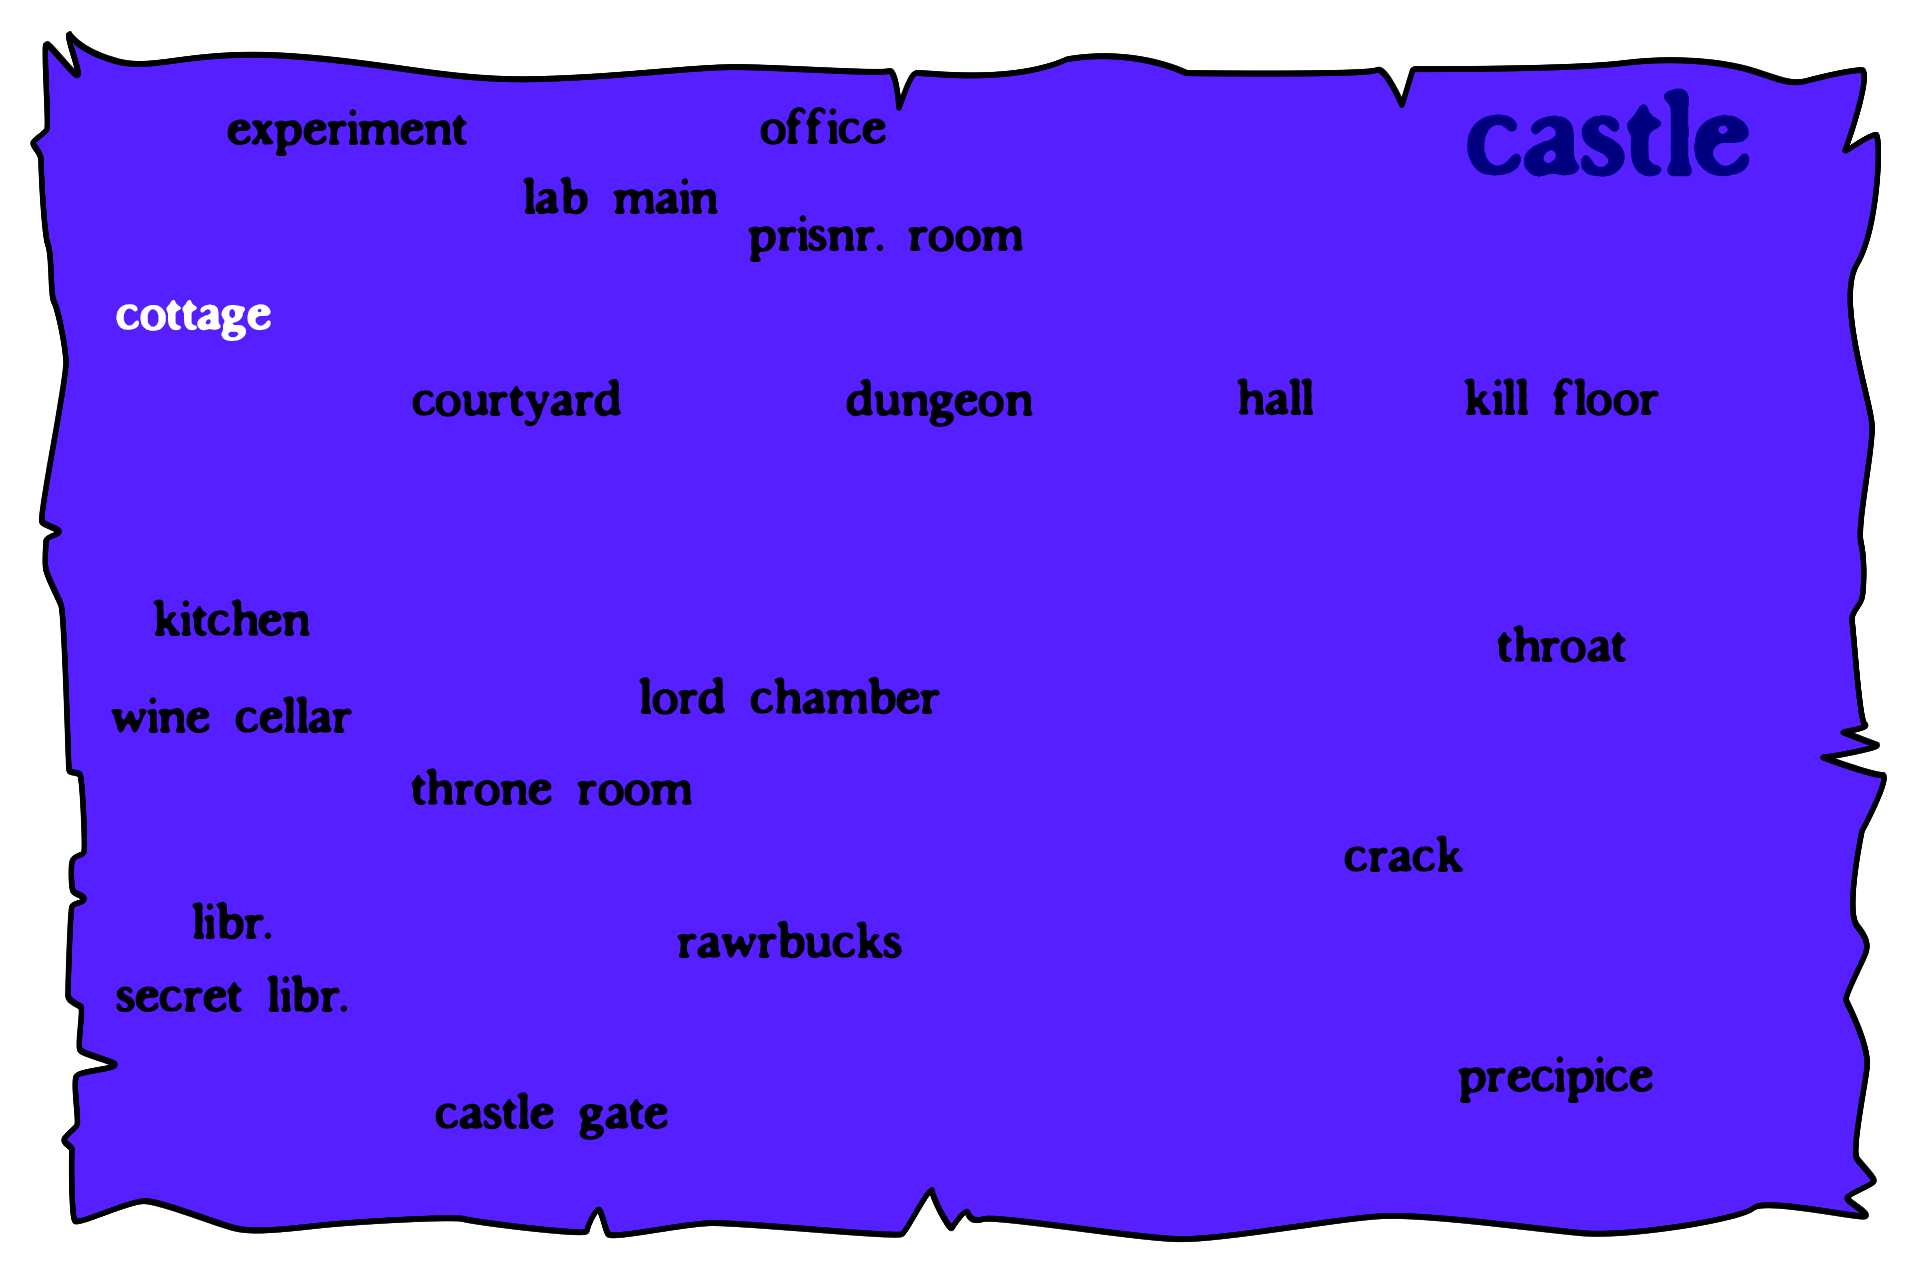 experiment
office
castle
lab main
prisnr. room
cottage
courtyard
dungeon
hall
kill floor
kitchen
throat
lord chamber
wine cellar
throne room
crack
libr.
rawrbucks
secret libr.
precipice
castle gate